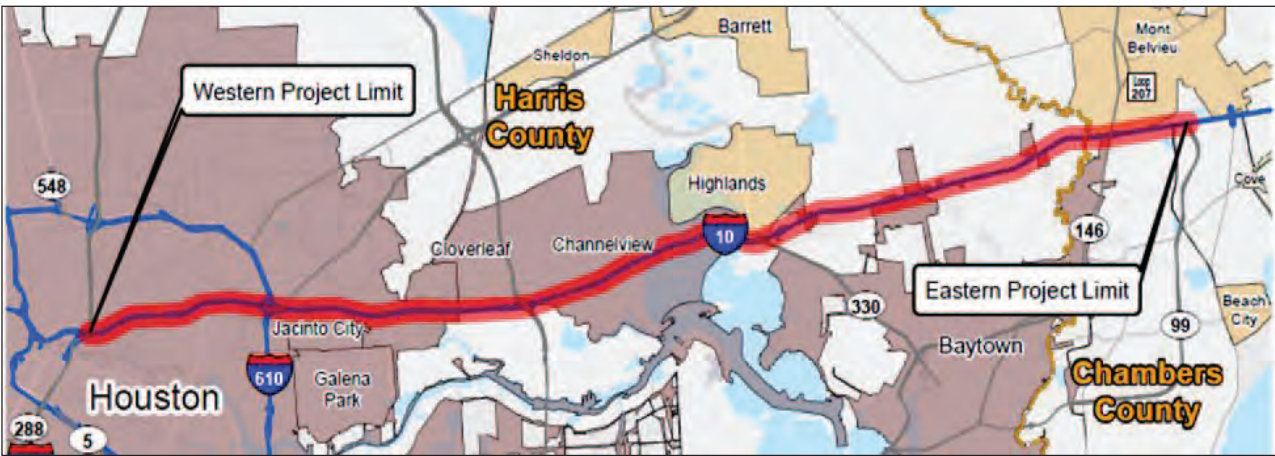 Barrett
Mont
Belvieu
Sheldon
Loop
207
Western Project Limit
Harris
County
548
Highlands
Cove
10
146
Cloverleaf
Channelview
Eastern Project Limit
330
Beach
City
99
Jacinto City
Baytown
610
Galena
Park
Chambers
County
Houston
288
5